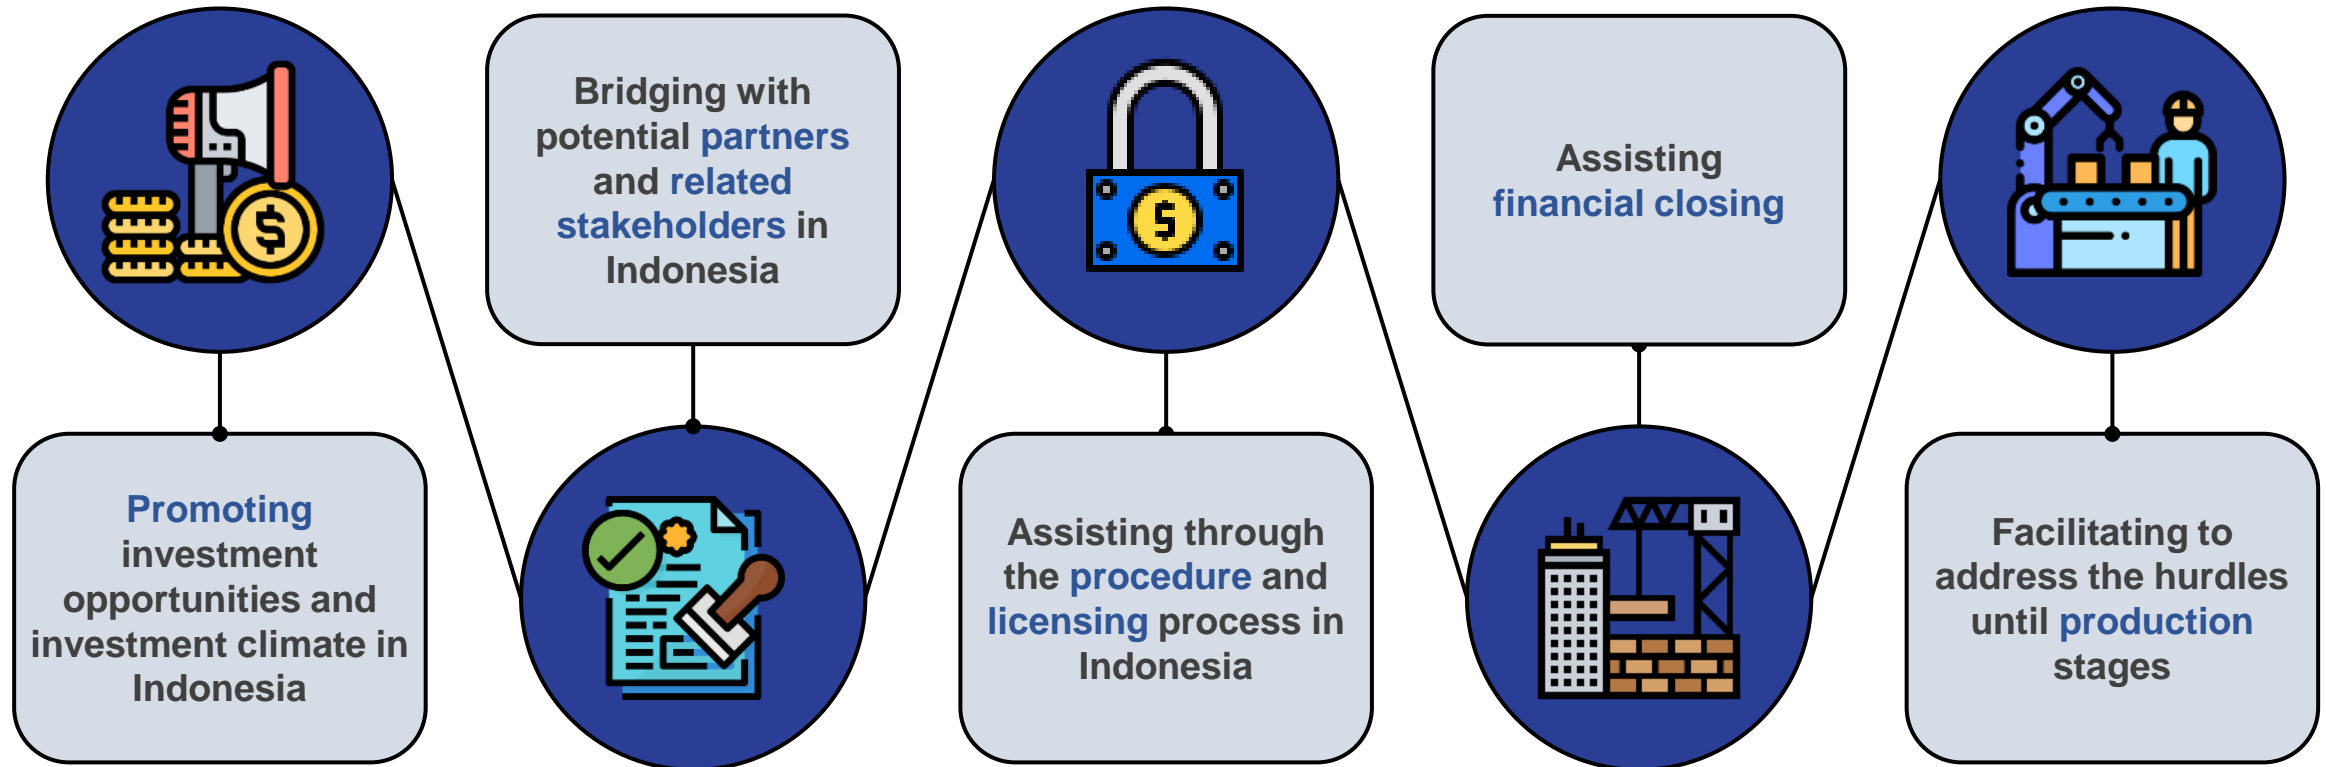 Promoting
investment
opportunities and
investment climate in
Indonesia
Bridging with
potential partners
and related
stakeholders in
Indonesia
$
$
Assisting through
the procedure and
licensing process in
Indonesia
Assisting
financial closing
Facilitating to
address the hurdles
until production
stages